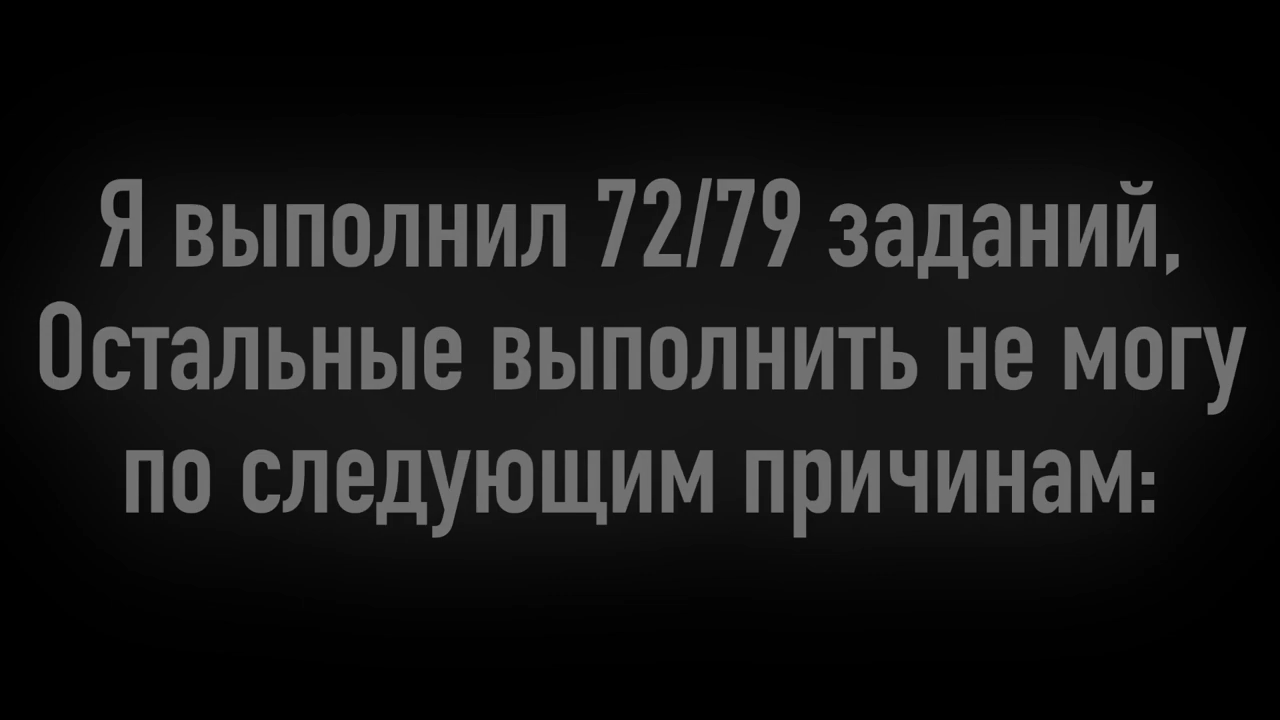 Я выполнил 72/79 заданий,
Остальные выполнить не могу
по следующим причинам: